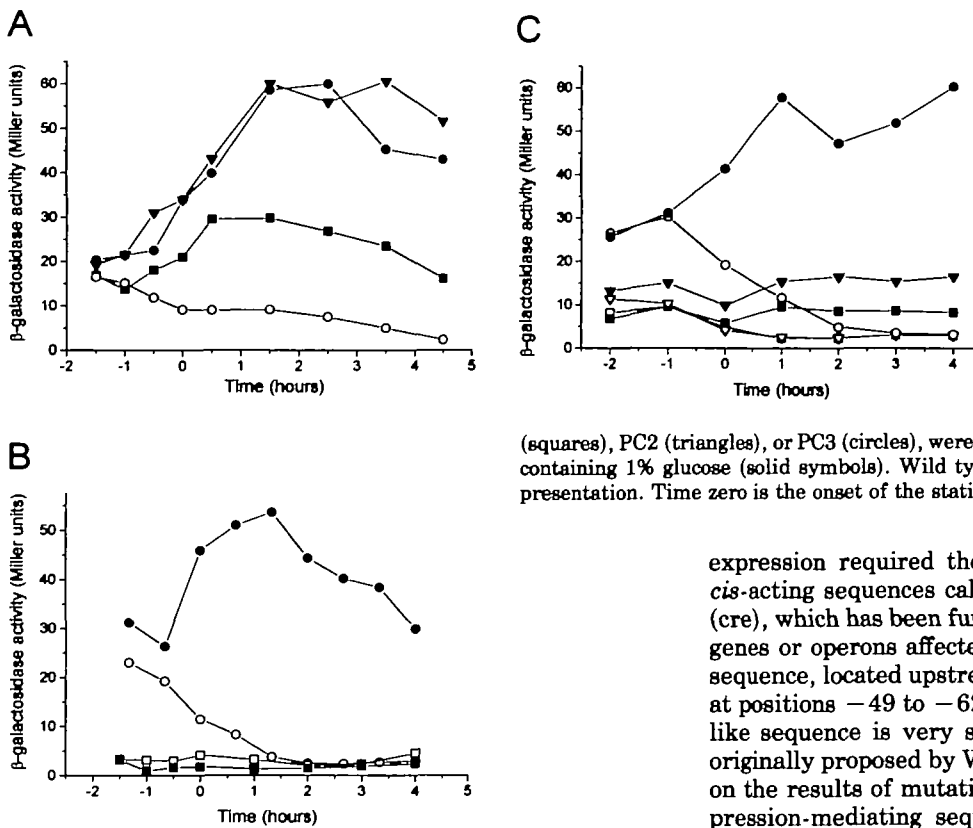 A
β-galactosidase activity (Miller units)
60
50
40
30
20
10
0
-2 -1 0 1 2 3 4 5
Time (hours)
B
β-galactosidase activity (Miller units)
50
40
30
20
10
0
-2 -1 0 1 2 3 4 5
Time (hours)
C
β-galactosidase activity (Miller units)
60
50
40
30
20
10
0
-2 -1 0 1 2 3 4
Time (hours)
(squares), PC2 (triangles), or PC3 (circles), were
containing 1% glucose (solid symbols). Wild ty
presentation. Time zero is the onset of the stati
expression required the
cis-acting sequences cal
(cre), which has been fur
genes or operons affecte
sequence, located upstre
at positions −49 to −62
like sequence is very s
originally proposed by W
on the results of mutati
pression-mediating seq